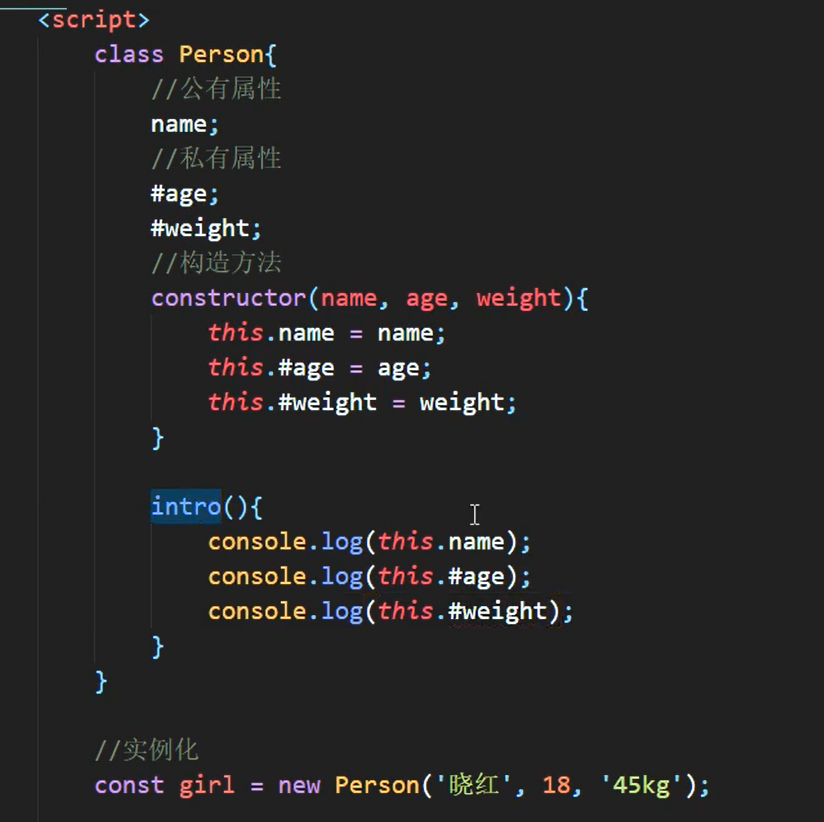 <script>
class Person{
//公有属性
name;
//私有属性
#age;
#weight;
//构造方法
constructor(name, age, weight){
this.name = name;
this.#age = age;
this.#weight = weight;
}
intro(){
console.log(this.name);
console.log(this.#age);
console.log(this.#weight);
}
}
//实例化
const girl = new Person('晓红', 18, '45kg');